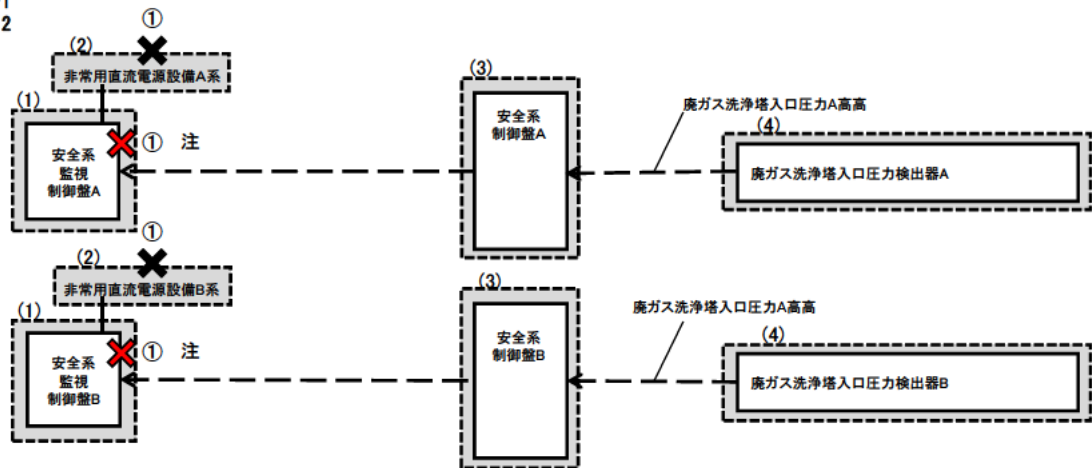 2
①
(2)
非常用直流電源設備A系
(1)
① 注
安全系
監視
制御盤A
(3)
安全系
制御盤A
廃ガス洗浄塔入口圧力A高高
(4)
廃ガス洗浄塔入口圧力検出器A
①
(2)
非常用直流電源設備B系
(1)
① 注
安全系
監視
制御盤B
(3)
安全系
制御盤B
廃ガス洗浄塔入口圧力A高高
(4)
廃ガス洗浄塔入口圧力検出器B